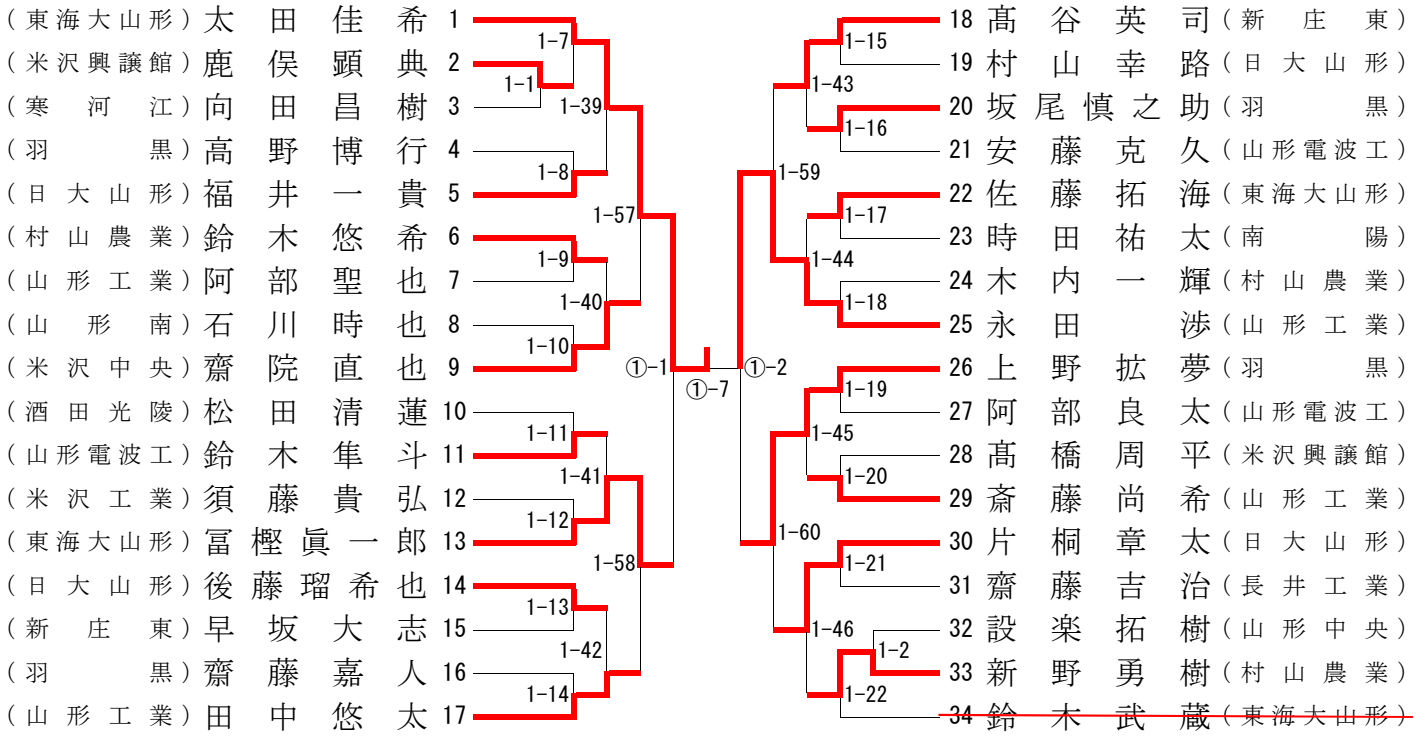 (東海大山形) 太田佳希 1
(米沢興譲館) 鹿俣顕典 2
(寒河江) 向田昌樹 3
(羽黒) 高野博行 4
(日大山形) 福井一貴 5
(村山農業) 鈴木悠希 6
(山形工業) 阿部聖也 7
(山形南) 石川時也 8
(米沢中央) 齋院直也 9
(酒田光陵) 松田清蓮 10
(山形電波工) 鈴木隼斗 11
(米沢工業) 須藤貴弘 12
(東海大山形) 冨樫眞一郎 13
(日大山形) 後藤瑠希也 14
(新庄東) 早坂大志 15
(羽黒) 齋藤嘉人 16
(山形工業) 田中悠太 17
1-7
1-1
1-39
1-8
1-57
1-9
1-40
1-10
①-1
1-11
1-41
1-12
1-58
1-13
1-42
1-14
①-7
①-2
1-15
1-43
1-16
1-59
1-17
1-44
1-18
1-19
1-45
1-20
1-60
1-21
1-46
1-2
1-22
18 髙谷英司 (新庄東)
19 村山幸路 (日大山形)
20 坂尾慎之助 (羽黒)
21 安藤克久 (山形電波工)
22 佐藤拓海 (東海大山形)
23 時田祐太 (南陽)
24 木内一輝 (村山農業)
25 永田渉 (山形工業)
26 上野拡夢 (羽黒)
27 阿部良太 (山形電波工)
28 髙橋周平 (米沢興譲館)
29 斎藤尚希 (山形工業)
30 片桐章太 (日大山形)
31 齋藤吉治 (長井工業)
32 設楽拓樹 (山形中央)
33 新野勇樹 (村山農業)
34 鈴木武蔵 (東海大山形)